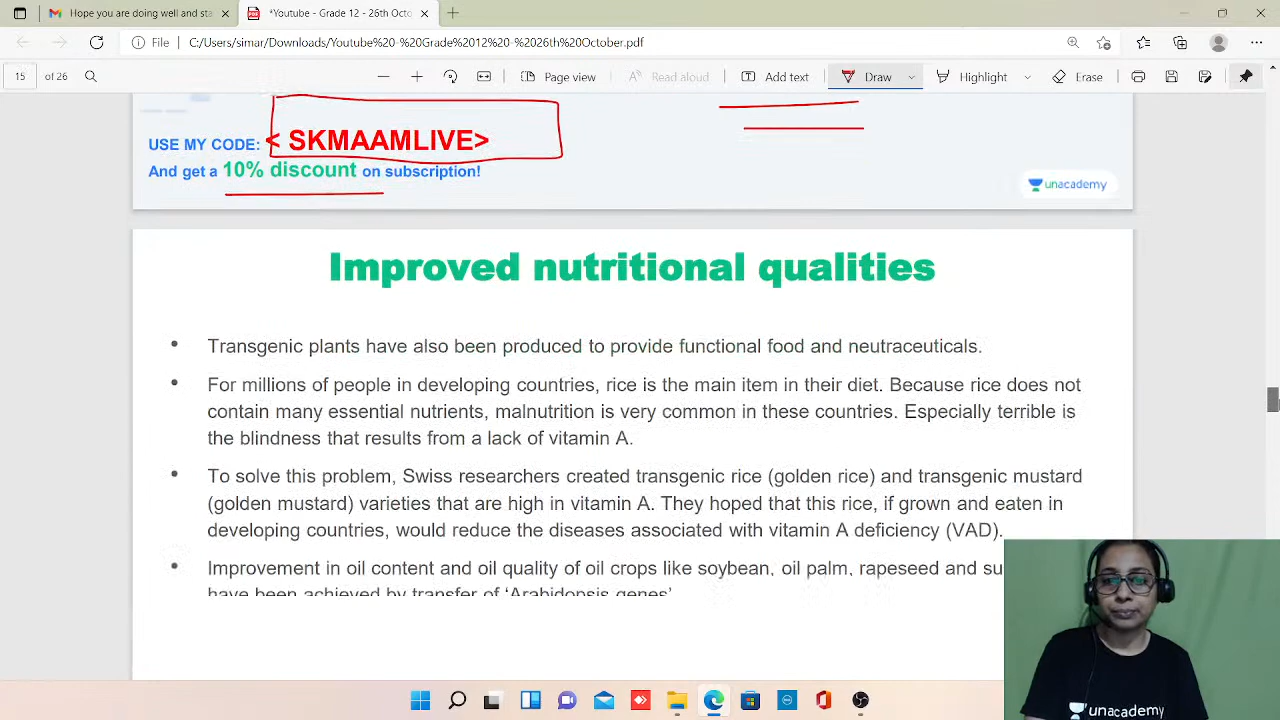 Hope you are doing well and sta
*Youtube - Grade 12 - 26th Octo
File
C:/Users/simar/Downloads/Youtube%20-%20Grade%2012%20-%2026th%20October.pdf
15 of 26
Page view
Read aloud
Add text
Draw
Highlight
Erase
USE MY CODE: < SKMAAMLIVE>
And get a 10% discount on subscription!
unacademy
Improved nutritional qualities
• Transgenic plants have also been produced to provide functional food and neutraceuticals.
• For millions of people in developing countries, rice is the main item in their diet. Because rice does not
contain many essential nutrients, malnutrition is very common in these countries. Especially terrible is
the blindness that results from a lack of vitamin A.
• To solve this problem, Swiss researchers created transgenic rice (golden rice) and transgenic mustard
(golden mustard) varieties that are high in vitamin A. They hoped that this rice, if grown and eaten in
developing countries, would reduce the diseases associated with vitamin A deficiency (VAD).
• Improvement in oil content and oil quality of oil crops like soybean, oil palm, rapeseed and su
have been achieved by transfer of ‘Arabidopsis genes’
unacademy